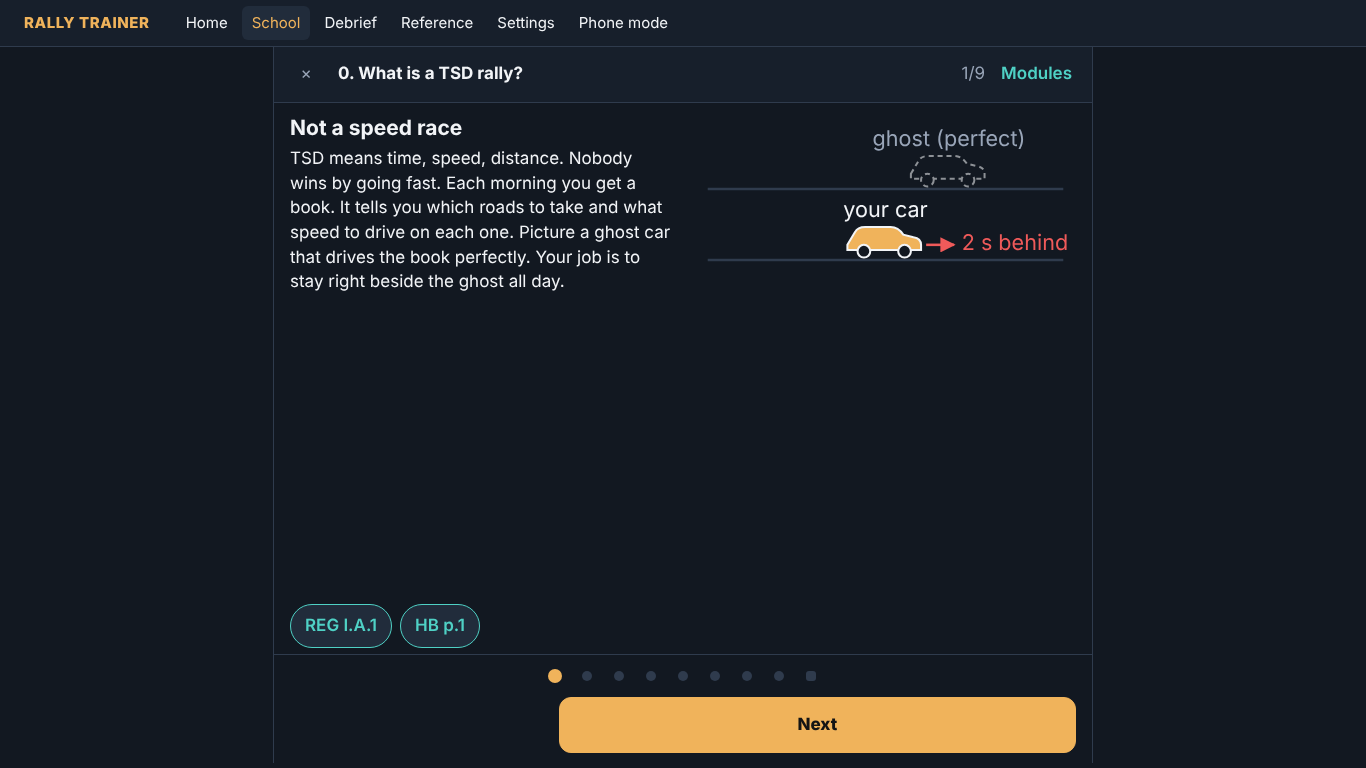 RALLY TRAINER Home School Debrief Reference Settings Phone mode
× 0. What is a TSD rally? 1/9 Modules
Not a speed race
TSD means time, speed, distance. Nobody
wins by going fast. Each morning you get a
book. It tells you which roads to take and what
speed to drive on each one. Picture a ghost car
that drives the book perfectly. Your job is to
stay right beside the ghost all day.
ghost (perfect)
your car
2 s behind
REG I.A.1 HB p.1
Next